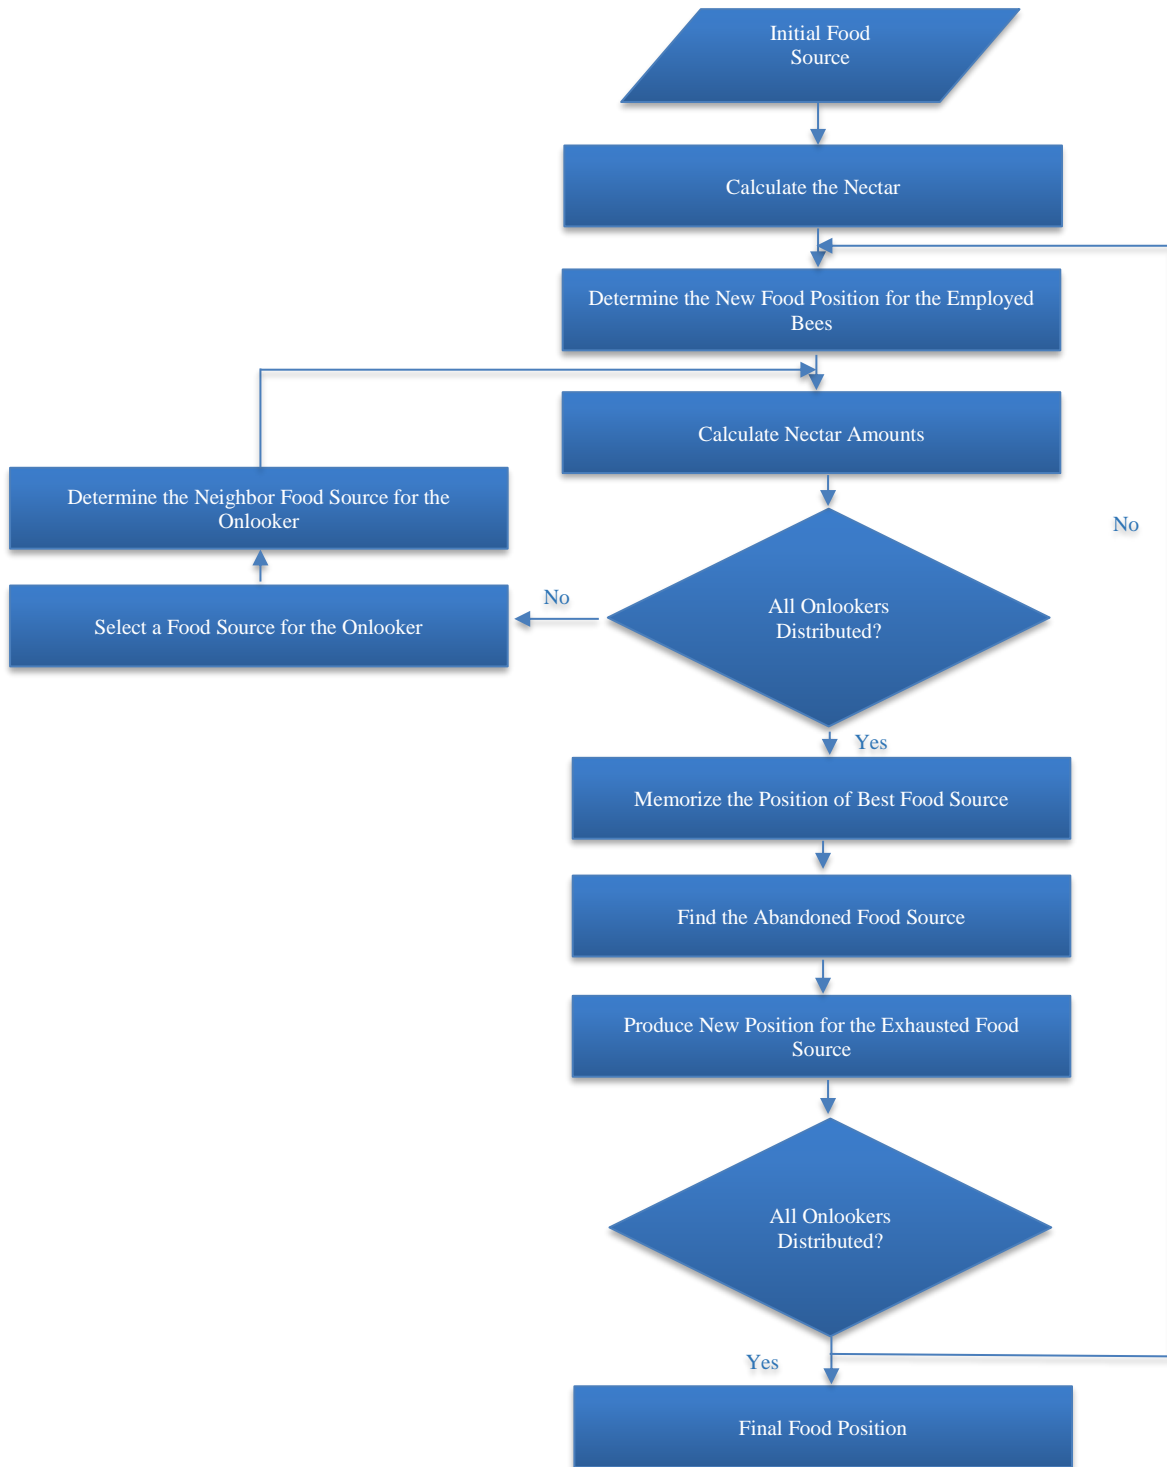 Initial Food
Source
Calculate the Nectar
Determine the New Food Position for the Employed
Bees
Calculate Nectar Amounts
Determine the Neighbor Food Source for the
Onlooker
No
Select a Food Source for the Onlooker
No
All Onlookers
Distributed?
Yes
Memorize the Position of Best Food Source
Find the Abandoned Food Source
Produce New Position for the Exhausted Food
Source
All Onlookers
Distributed?
Yes
Final Food Position